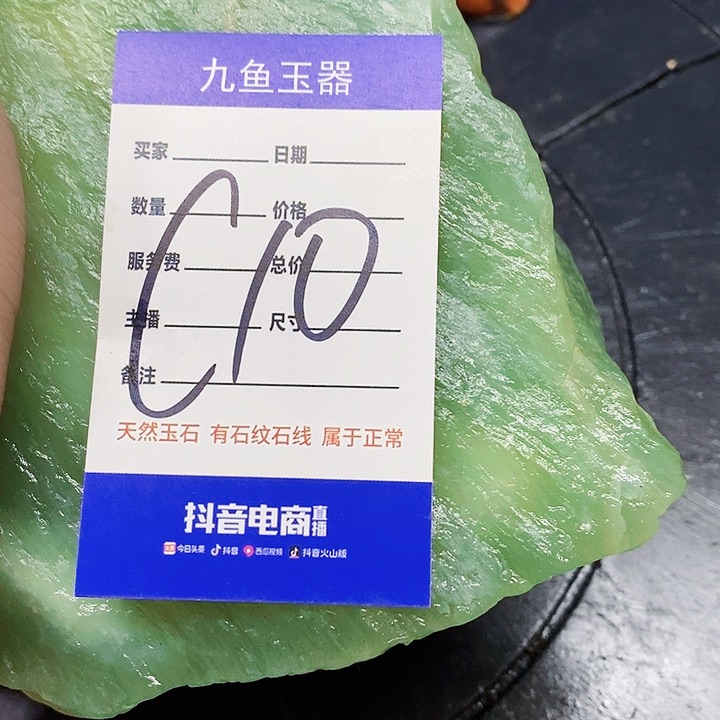 九鱼玉器
买家 日期
数量 价格
服务费 总价
主播 尺寸
备注
C10
天然玉石 有石纹石线 属于正常
抖音电商直播
今日头条 抖音 西瓜视频 抖音火山版